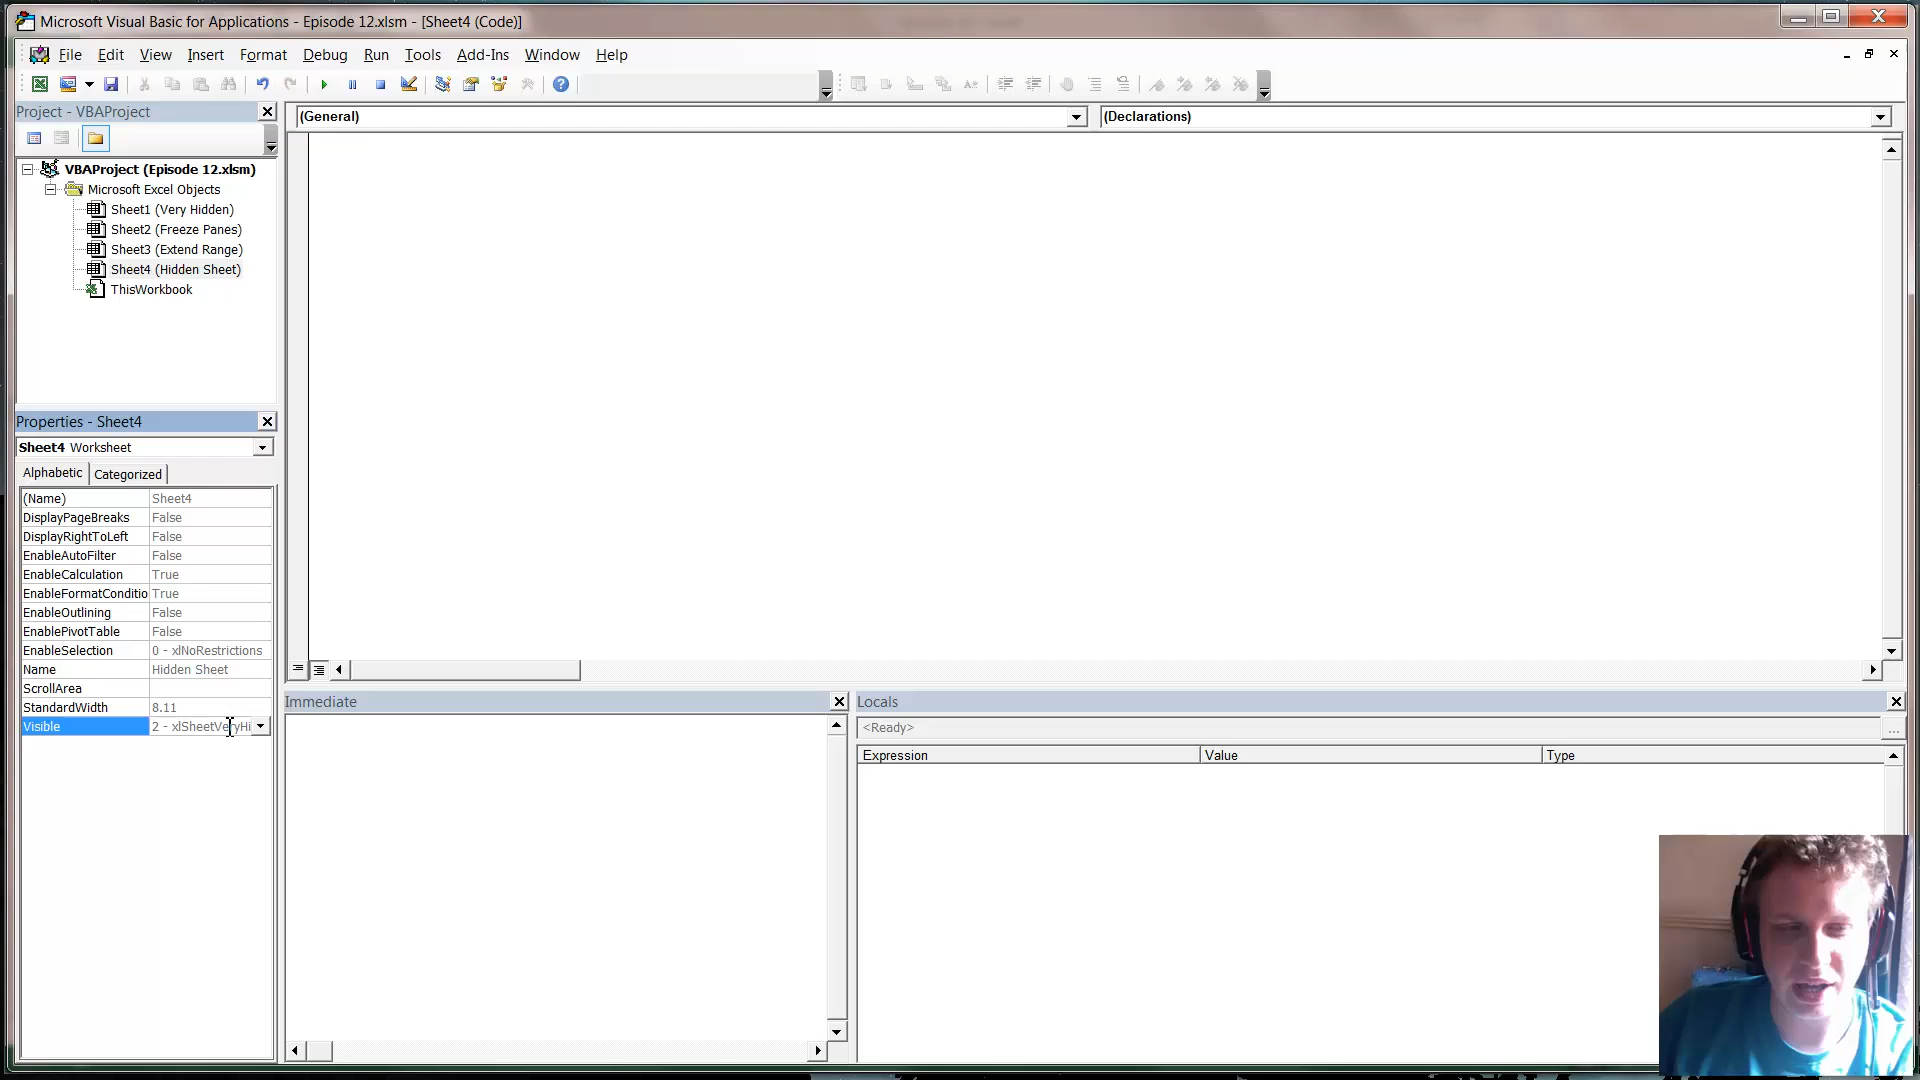 Microsoft Visual Basic for Applications - Episode 12.xlsm - [Sheet4 (Code)]
File Edit View Insert Format Debug Run Tools Add-Ins Window Help
Project - VBAProject
(General) (Declarations)
VBAProject (Episode 12.xlsm)
Microsoft Excel Objects
Sheet1 (Very Hidden)
Sheet2 (Freeze Panes)
Sheet3 (Extend Range)
Sheet4 (Hidden Sheet)
ThisWorkbook
Properties - Sheet4
Sheet4 Worksheet
Alphabetic Categorized
(Name) Sheet4
DisplayPageBreaks False
DisplayRightToLeft False
EnableAutoFilter False
EnableCalculation True
EnableFormatConditio True
EnableOutlining False
EnablePivotTable False
EnableSelection 0 - xlNoRestrictions
Name Hidden Sheet
ScrollArea
StandardWidth 8.11
Visible 2 - xlSheetVeryHi
Immediate
Locals
<Ready>
...
Expression Value Type